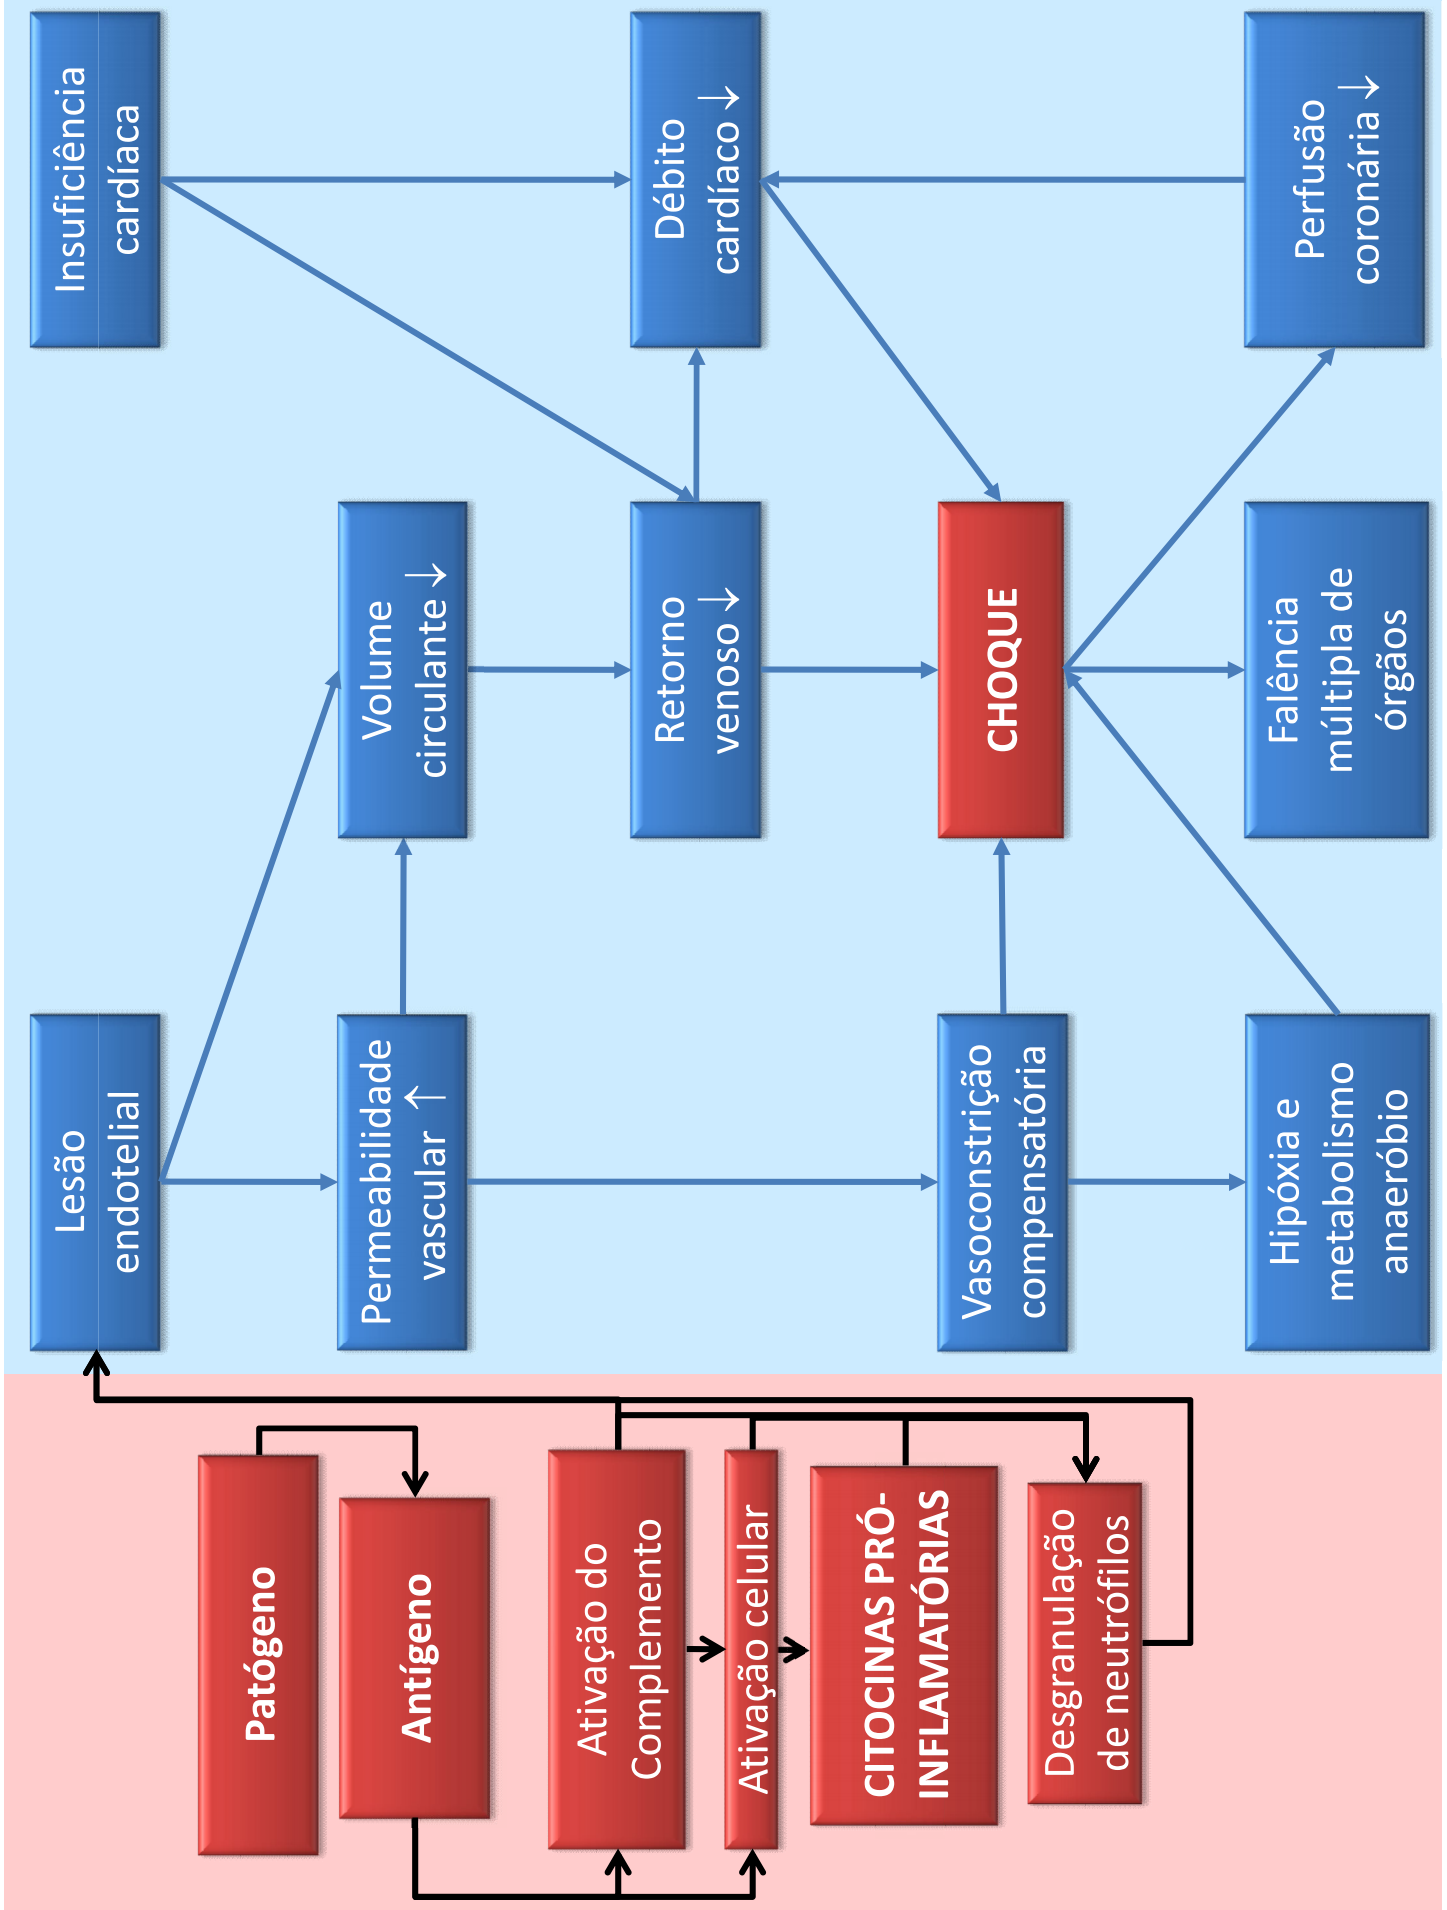 Patógeno
Antígeno
Ativação do
Complemento
Ativação celular
CITOCINAS PRÓ-
INFLAMATÓRIAS
Desgranulação
de neutrófilos
Lesão
endotelial
Permeabilidade
vascular ↑
Vasoconstrição
compensatória
Hipóxia e
metabolismo
anaeróbio
Volume
circulante ↓
Retorno
venoso ↓
CHOQUE
Falência
múltipla de
órgãos
Insuficiência
cardíaca
Débito
cardíaco ↓
Perfusão
coronária ↓